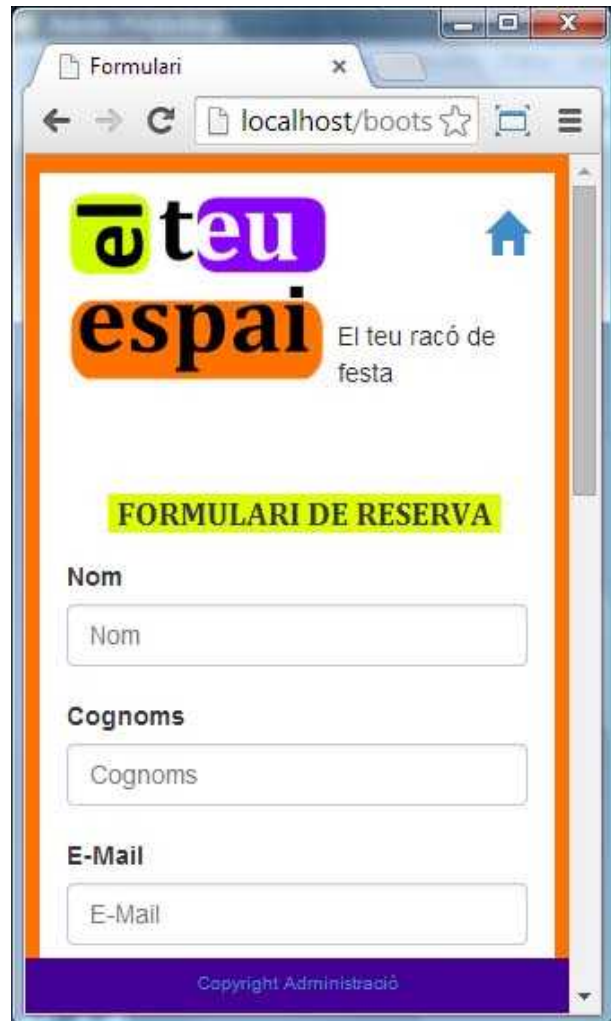 Formulari
localhost/boots
el teu
espai
El teu racó de
festa
FORMULARI DE RESERVA
Nom
Nom
Cognoms
Cognoms
E-Mail
E-Mail
Copyright Administració